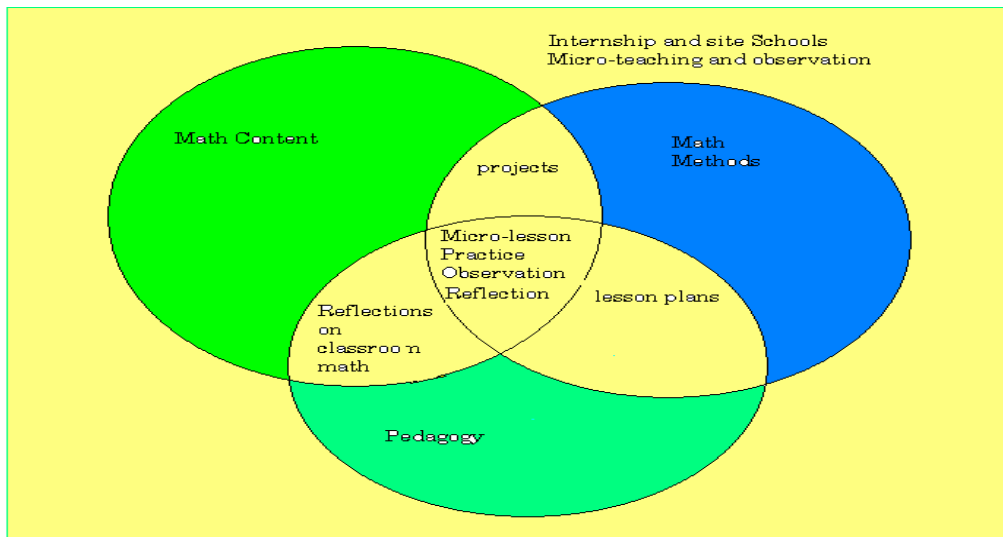 Internship and site Schools
Micro-teaching and observation
Math Content
Math
Methods
projects
Micro-lesson
Practice
Observation
Reflection
lesson plans
Reflections
on
classroon
math
Pedagogy